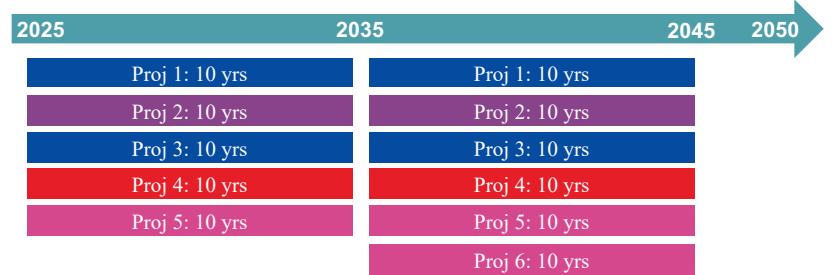 2025 2035 2045 2050
Proj 1: 10 yrs Proj 1: 10 yrs
Proj 2: 10 yrs Proj 2: 10 yrs
Proj 3: 10 yrs Proj 3: 10 yrs
Proj 4: 10 yrs Proj 4: 10 yrs
Proj 5: 10 yrs Proj 5: 10 yrs
Proj 6: 10 yrs